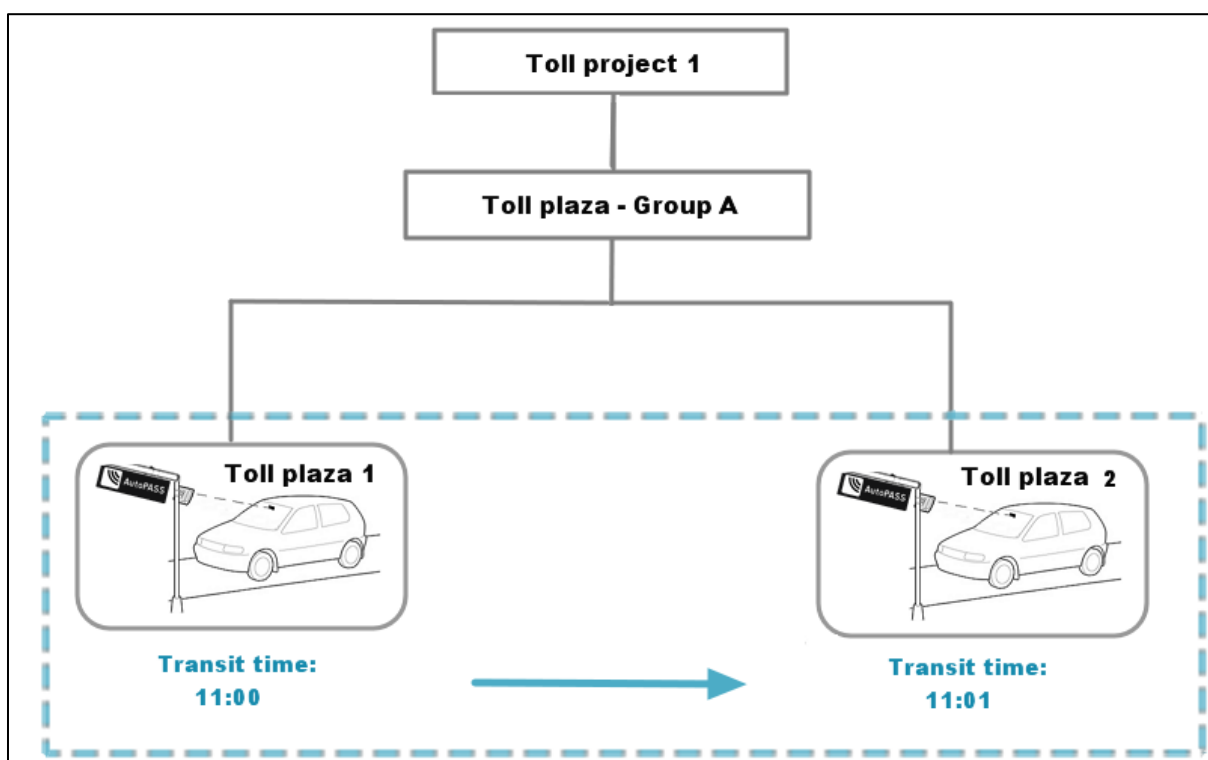 Toll project 1
Toll plaza - Group A
Toll plaza 1
AutoPASS
Toll plaza 2
AutoPASS
Transit time:
11:00
Transit time:
11:01